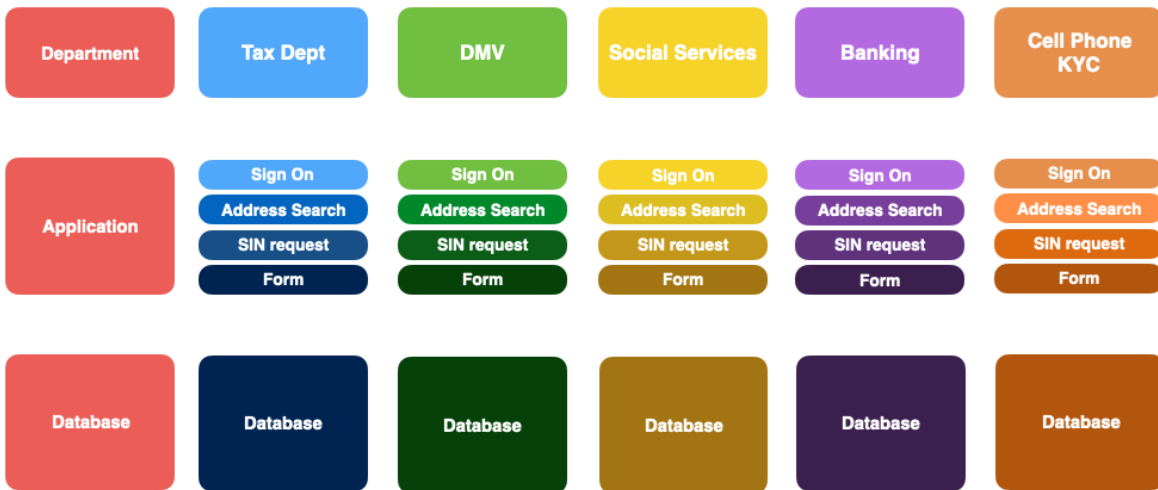 Department
Tax Dept
DMV
Social Services
Banking
Cell Phone
KYC
Application
Sign On
Address Search
SIN request
Form
Sign On
Address Search
SIN request
Form
Sign On
Address Search
SIN request
Form
Sign On
Address Search
SIN request
Form
Sign On
Address Search
SIN request
Form
Database
Database
Database
Database
Database
Database